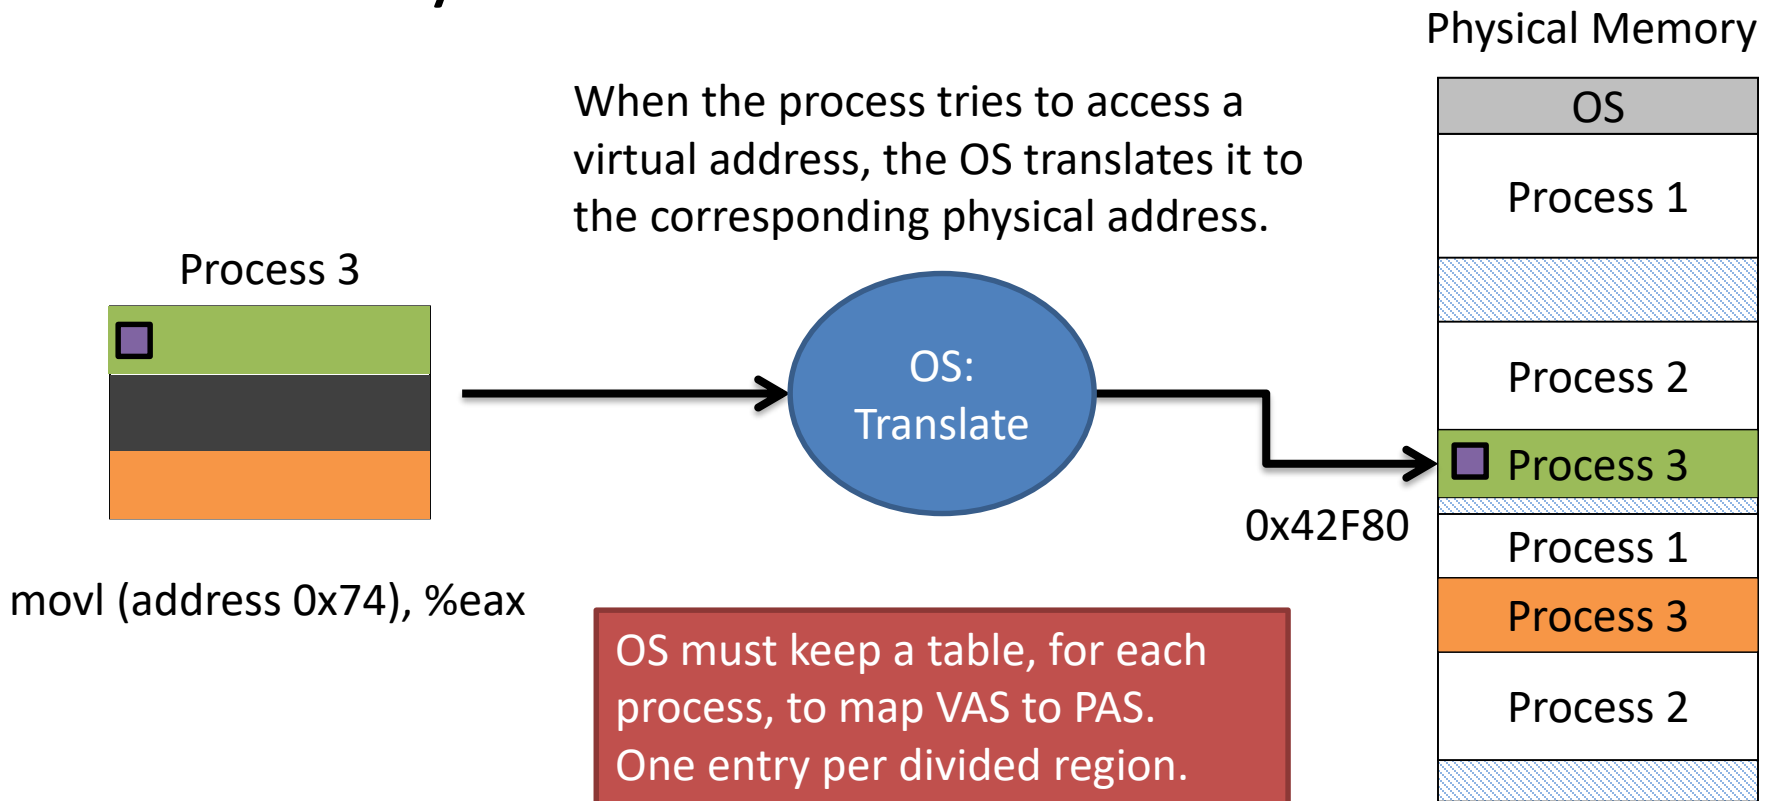 Physical Memory
When the process tries to access a
virtual address, the OS translates it to
the corresponding physical address.
Process 3
OS:
Translate
movl (address 0x74), %eax
0x42F80
OS must keep a table, for each
process, to map VAS to PAS.
One entry per divided region.
OS
Process 1
Process 2
Process 3
Process 1
Process 3
Process 2